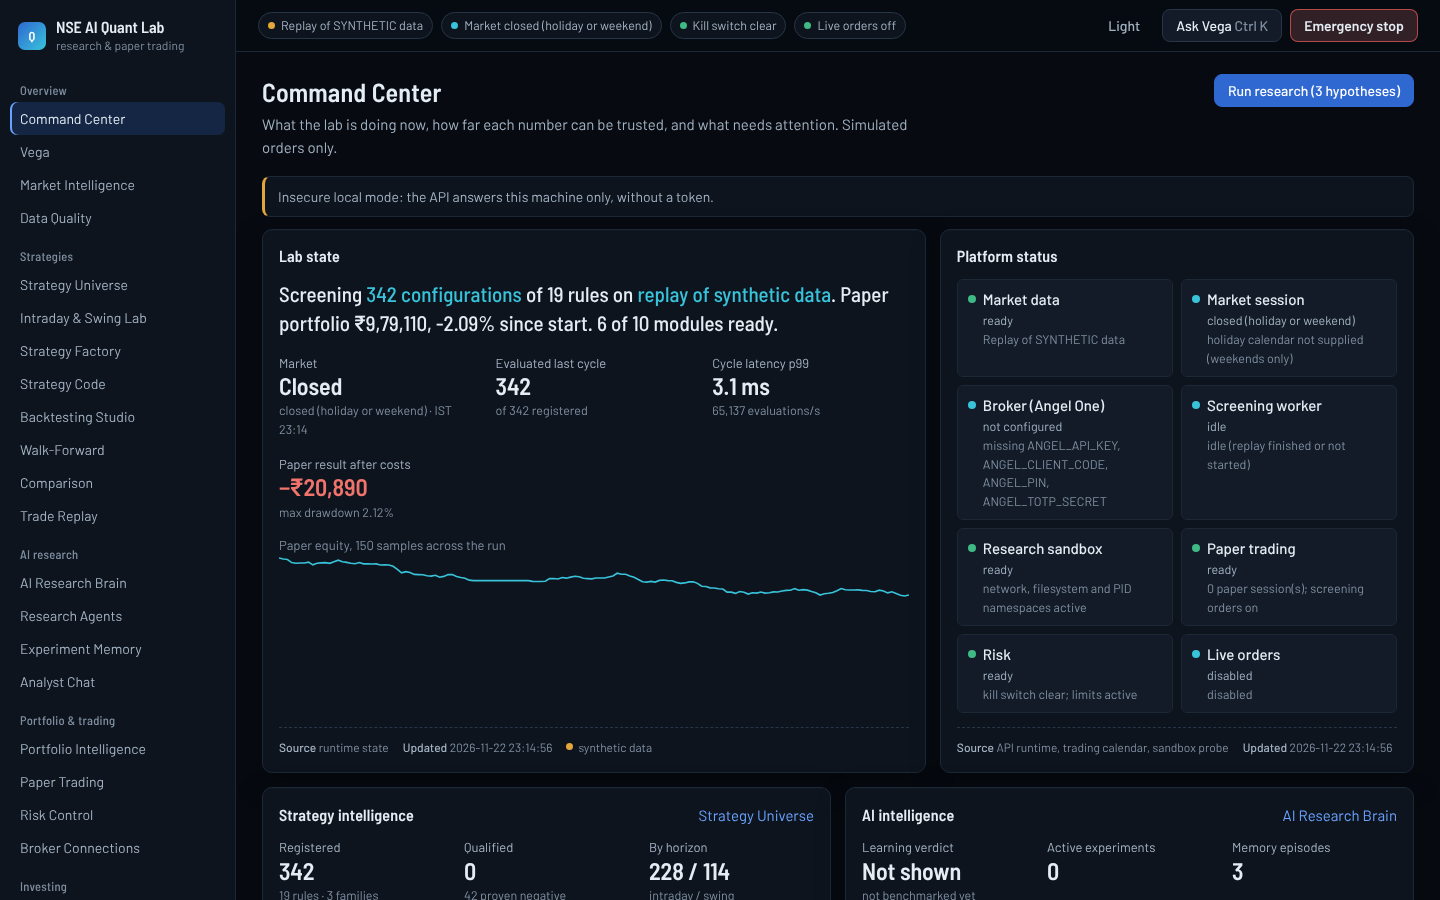 Q
NSE AI Quant Lab
research & paper trading
Overview
Command Center
Vega
Market Intelligence
Data Quality
Strategies
Strategy Universe
Intraday & Swing Lab
Strategy Factory
Strategy Code
Backtesting Studio
Walk-Forward
Comparison
Trade Replay
AI research
AI Research Brain
Research Agents
Experiment Memory
Analyst Chat
Portfolio & trading
Portfolio Intelligence
Paper Trading
Risk Control
Broker Connections
Investing
Replay of SYNTHETIC data
Market closed (holiday or weekend)
Kill switch clear
Live orders off
Light
Ask Vega Ctrl K
Emergency stop
Command Center
Run research (3 hypotheses)
What the lab is doing now, how far each number can be trusted, and what needs attention. Simulated
orders only.
Insecure local mode: the API answers this machine only, without a token.
Lab state
Screening 342 configurations of 19 rules on replay of synthetic data. Paper
portfolio ₹9,79,110, -2.09% since start. 6 of 10 modules ready.
Market
Closed
closed (holiday or weekend) · IST
23:14
Evaluated last cycle
342
of 342 registered
Cycle latency p99
3.1 ms
65,137 evaluations/s
Paper result after costs
−₹20,890
max drawdown 2.12%
Paper equity, 150 samples across the run
Source runtime state Updated 2026-11-22 23:14:56 synthetic data
Platform status
Market data
ready
Replay of SYNTHETIC data
Market session
closed (holiday or weekend)
holiday calendar not supplied
(weekends only)
Broker (Angel One)
not configured
missing ANGEL_API_KEY,
ANGEL_CLIENT_CODE,
ANGEL_PIN,
ANGEL_TOTP_SECRET
Screening worker
idle
idle (replay finished or not
started)
Research sandbox
ready
network, filesystem and PID
namespaces active
Paper trading
ready
0 paper session(s); screening
orders on
Risk
ready
kill switch clear; limits active
Live orders
disabled
disabled
Source API runtime, trading calendar, sandbox probe Updated 2026-11-22 23:14:56
Strategy intelligence
Strategy Universe
Registered
342
19 rules · 3 families
Qualified
0
42 proven negative
By horizon
228 / 114
intraday / swing
AI intelligence
AI Research Brain
Learning verdict
Not shown
not benchmarked yet
Active experiments
0
Memory episodes
3